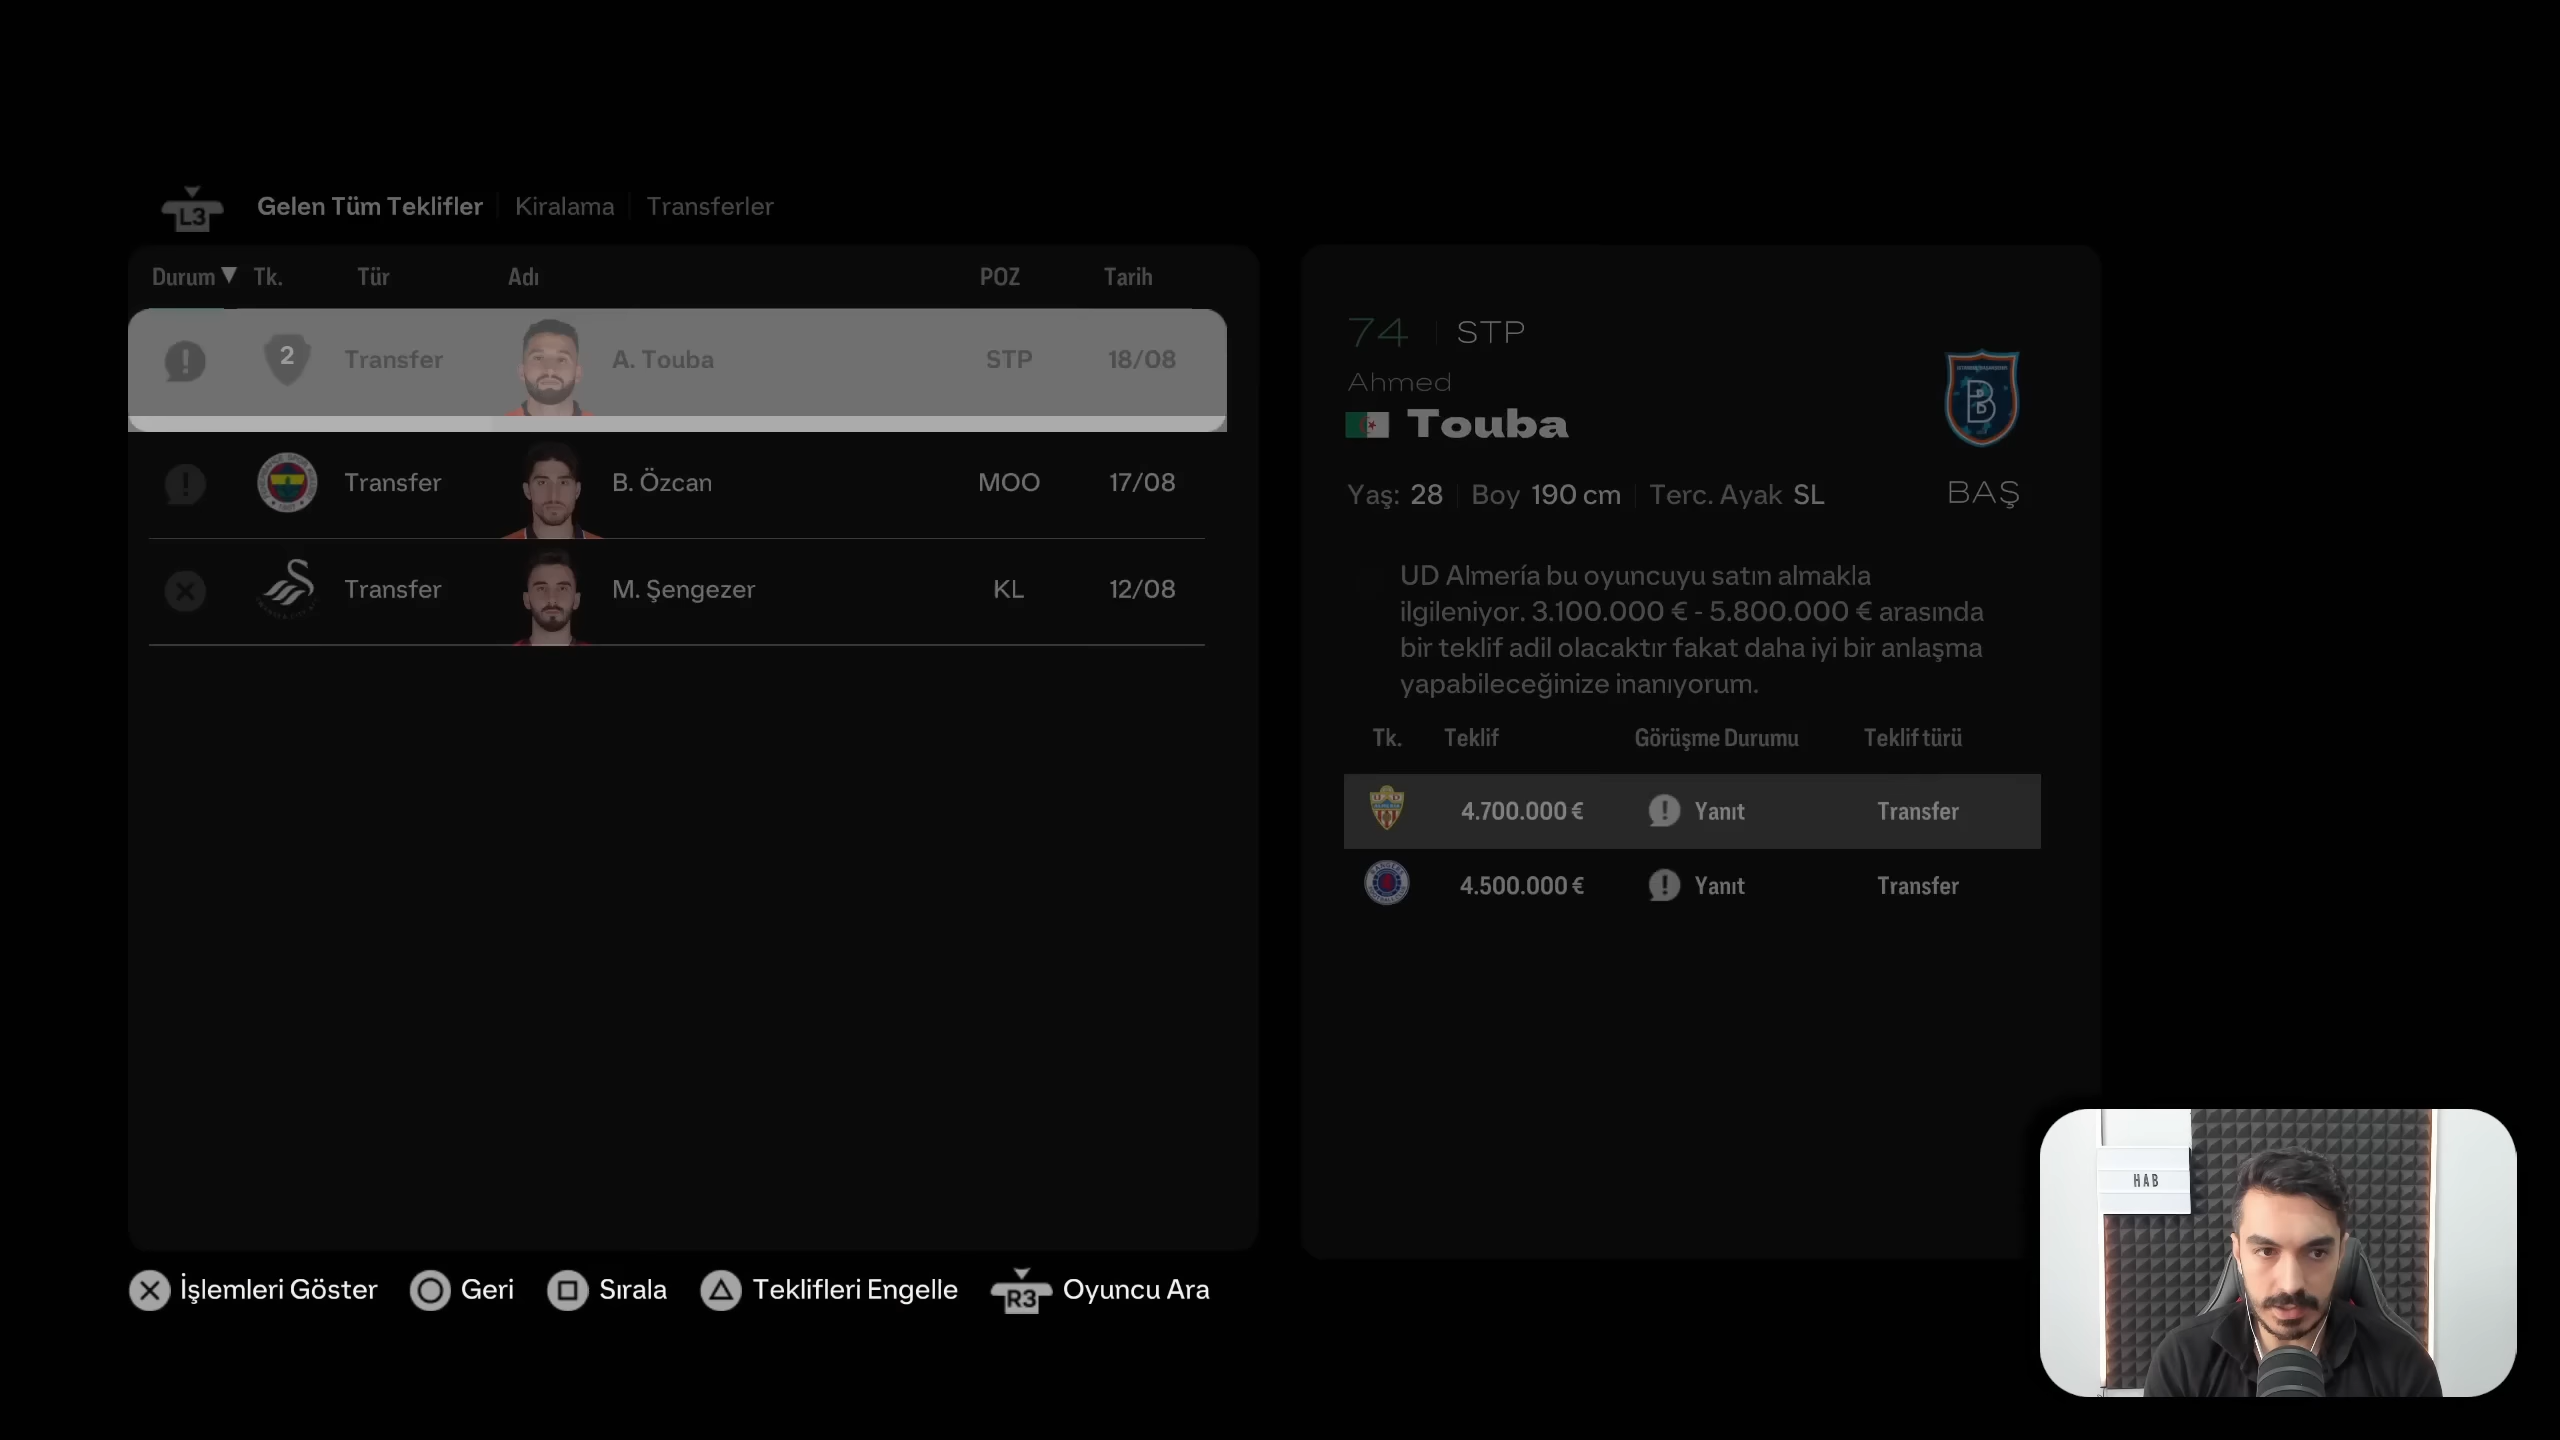 L3 Gelen Tüm Teklifler Kiralama Transferler
Durum ▼ Tk. Tür Adı POZ Tarih
2 Transfer A. Touba STP 18/08
Transfer B. Özcan MOO 17/08
Transfer M. Şengezer KL 12/08
74 STP
Ahmed
Touba
BAŞ
Yaş: 28 Boy 190 cm Terc. Ayak SL
UD Almería bu oyuncuyu satın almakla
ilgileniyor. 3.100.000 € - 5.800.000 € arasında
bir teklif adil olacaktır fakat daha iyi bir anlaşma
yapabileceğinize inanıyorum.
Tk. Teklif Görüşme Durumu Teklif türü
4.700.000 € Yanıt Transfer
4.500.000 € Yanıt Transfer
İşlemleri Göster Geri Sırala Teklifleri Engelle R3 Oyuncu Ara
HAB